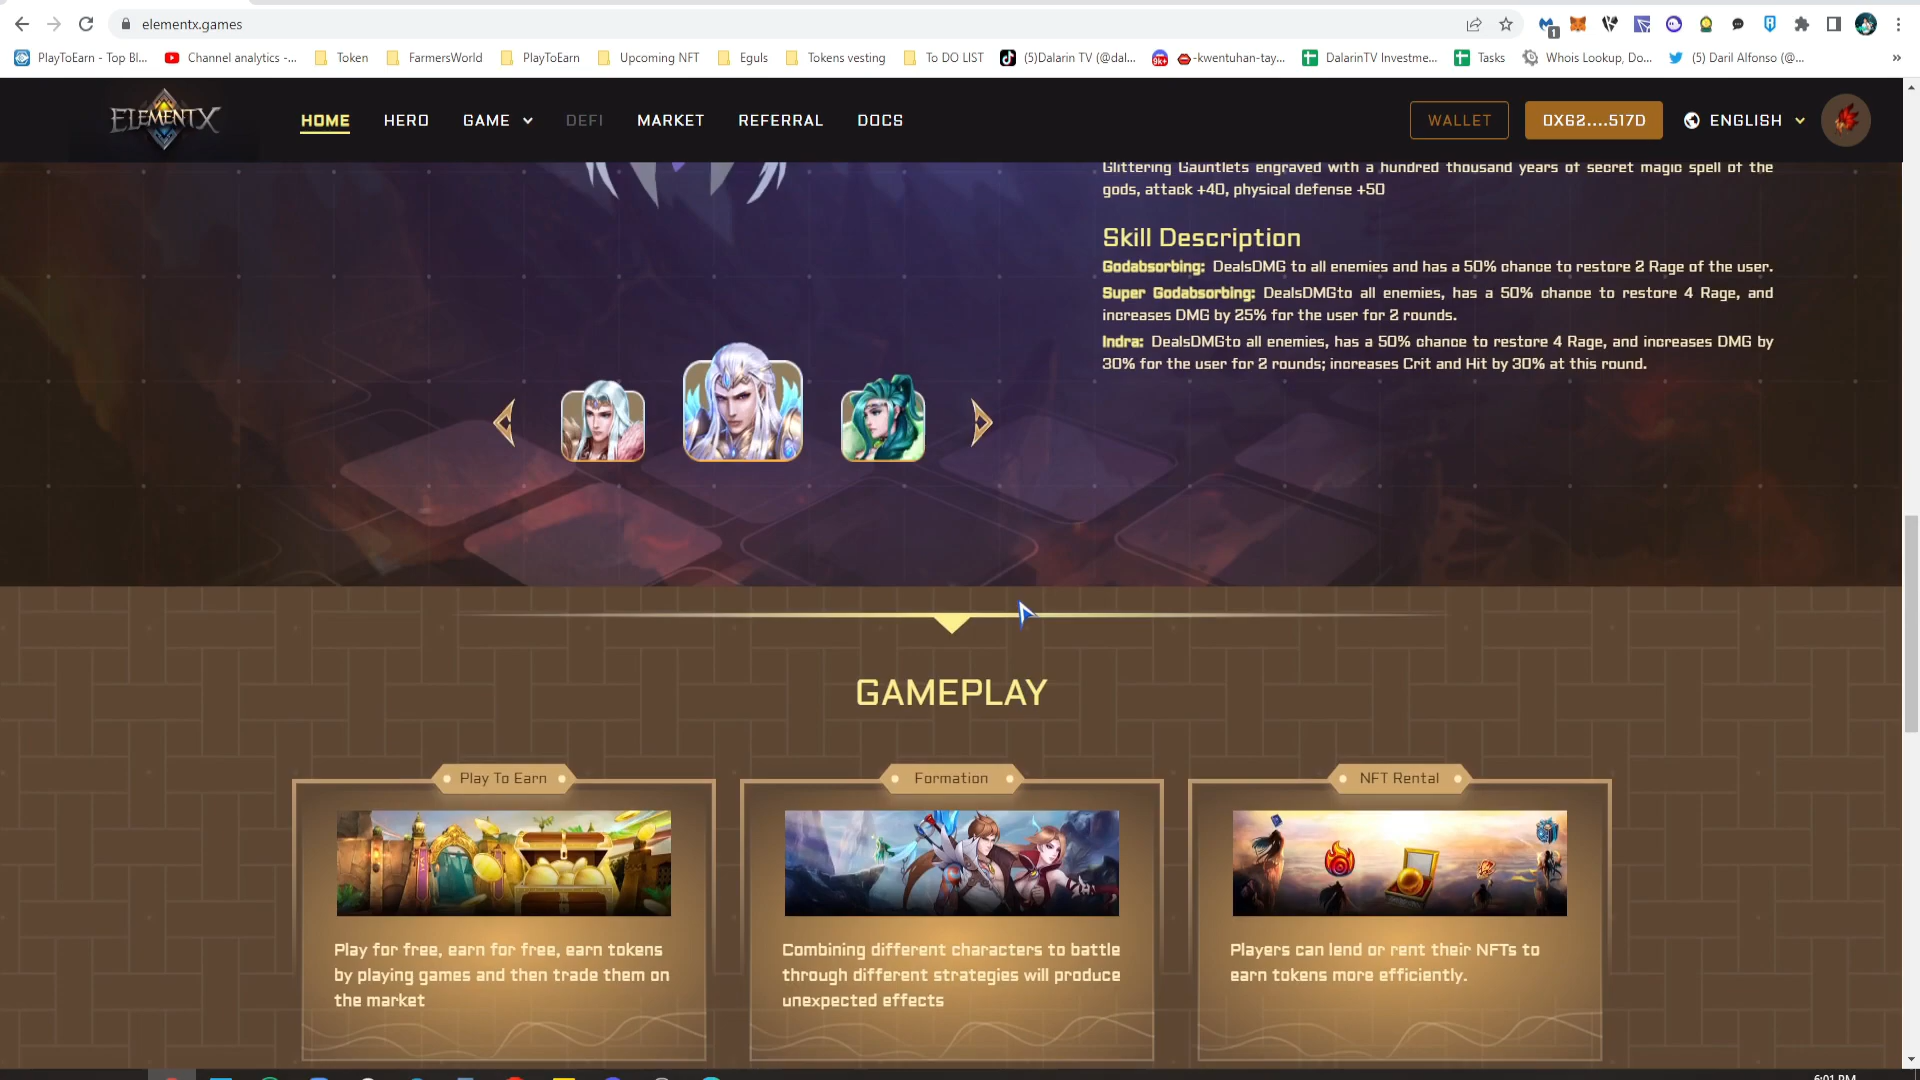 elementx.games
1
PlayToEarn - Top Bl...
Channel analytics -...
Token
FarmersWorld
PlayToEarn
Upcoming NFT
Eguls
Tokens vesting
To DO LIST
(5)Dalarin TV (@dal...
9k+
-kwentuhan-tay...
DalarinTV Investme...
Tasks
Whois Lookup, Do...
(5) Daril Alfonso (@...
»
ELEMENTX
HOME
HERO
GAME
DEFI
MARKET
REFERRAL
DOCS
WALLET
0X62....517D
ENGLISH
Glittering Gauntlets engraved with a hundred thousand years of secret magic spell of the
gods, attack +40, physical defense +50
Skill Description
Godabsorbing: DealsDMG to all enemies and has a 50% chance to restore 2 Rage of the user.
Super Godabsorbing: DealsDMGto all enemies, has a 50% chance to restore 4 Rage, and
increases DMG by 25% for the user for 2 rounds.
Indra: DealsDMGto all enemies, has a 50% chance to restore 4 Rage, and increases DMG by
30% for the user for 2 rounds; increases Crit and Hit by 30% at this round.
GAMEPLAY
Play To Earn
Play for free, earn for free, earn tokens
by playing games and then trade them on
the market
Formation
Combining different characters to battle
through different strategies will produce
unexpected effects
NFT Rental
Players can lend or rent their NFTs to
earn tokens more efficiently.
6:01 PM